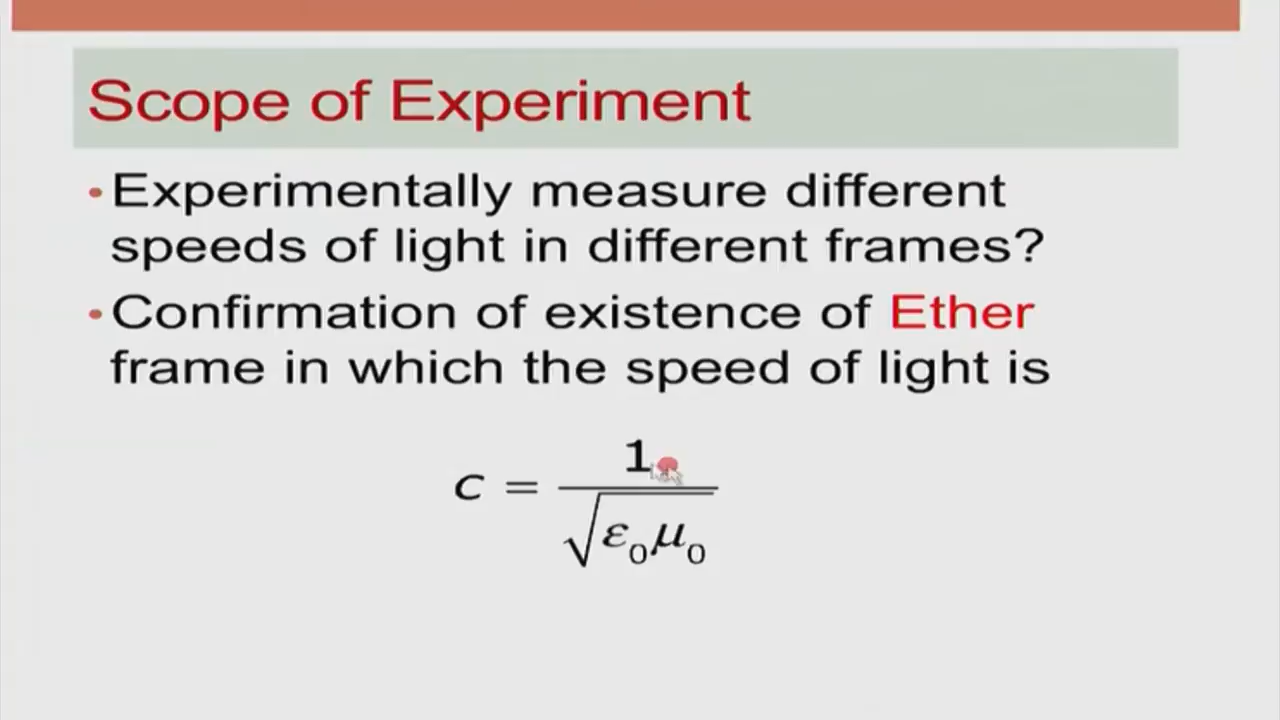 Scope of Experiment
•Experimentally measure different
speeds of light in different frames?
•Confirmation of existence of Ether
frame in which the speed of light is
c = 1/√ε₀μ₀